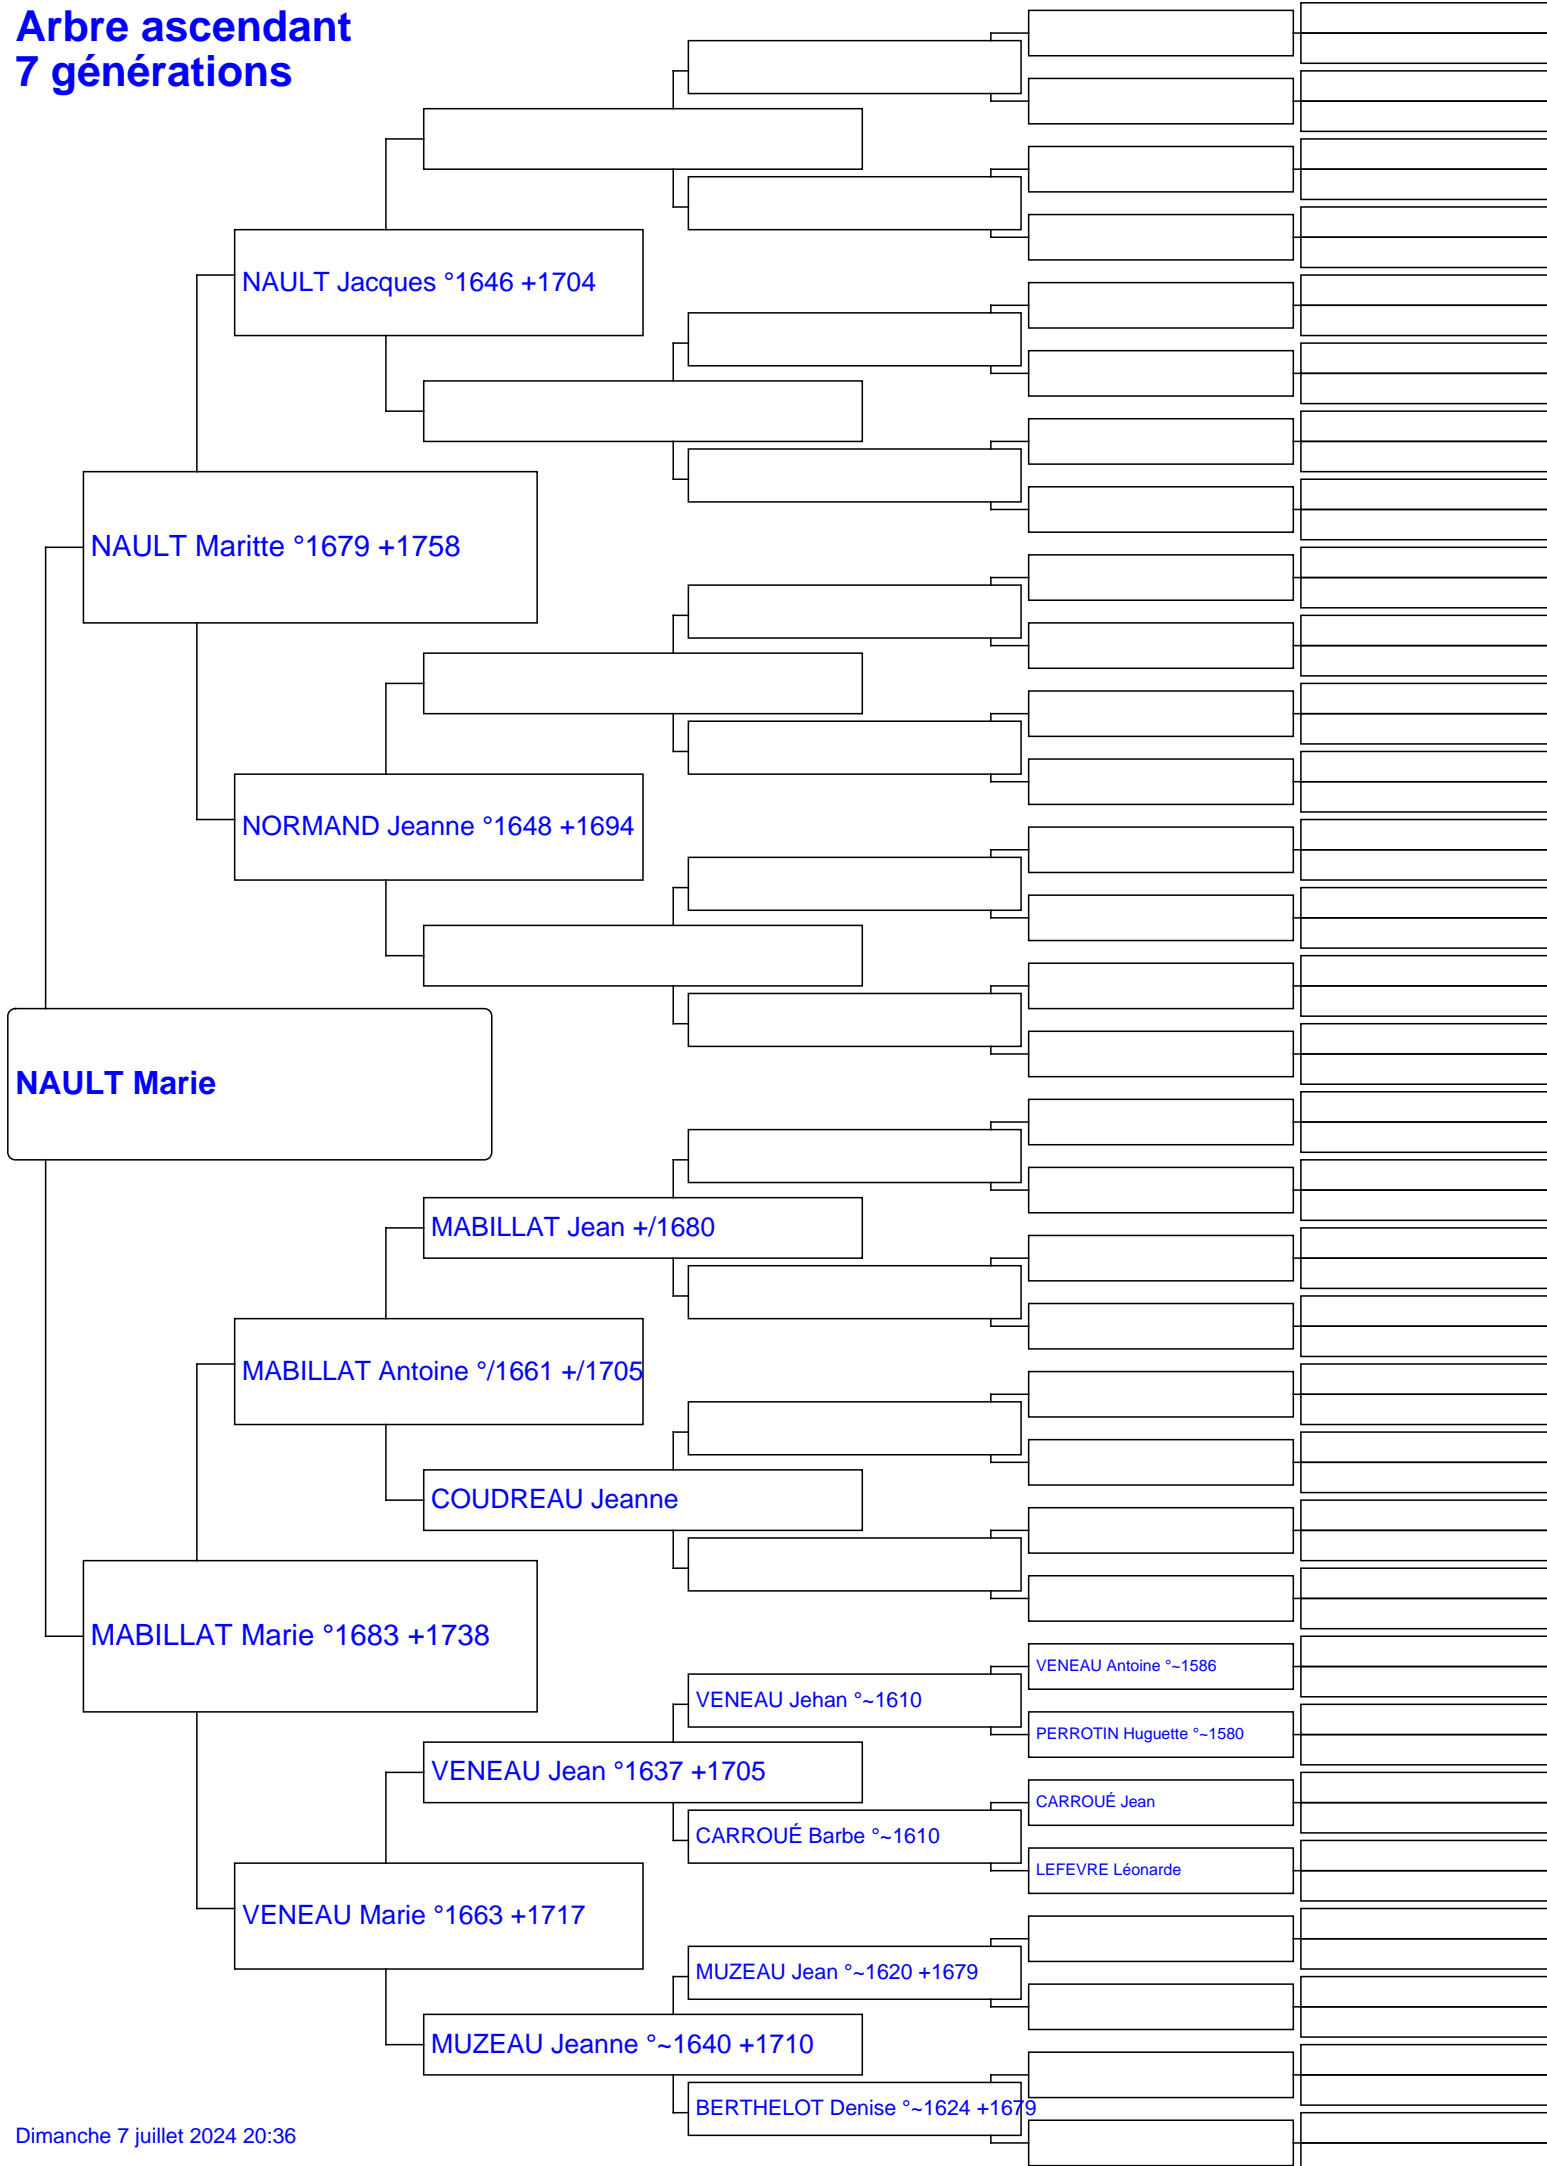 Arbre ascendant
7 générations
NAULT Jacques °1646 +1704
NAULT Maritte °1679 +1758
NORMAND Jeanne °1648 +1694
NAULT Marie
MABILLAT Jean +/1680
MABILLAT Antoine °/1661 +/1705
COUDREAU Jeanne
MABILLAT Marie °1683 +1738
VENEAU Antoine °~1586
VENEAU Jehan °~1610
PERROTIN Huguette °~1580
VENEAU Jean °1637 +1705
CARROUÉ Jean
CARROUÉ Barbe °~1610
LEFEVRE Léonarde
VENEAU Marie °1663 +1717
MUZEAU Jean °~1620 +1679
MUZEAU Jeanne °~1640 +1710
BERTHELOT Denise °~1624 +1679
Dimanche 7 juillet 2024 20:36